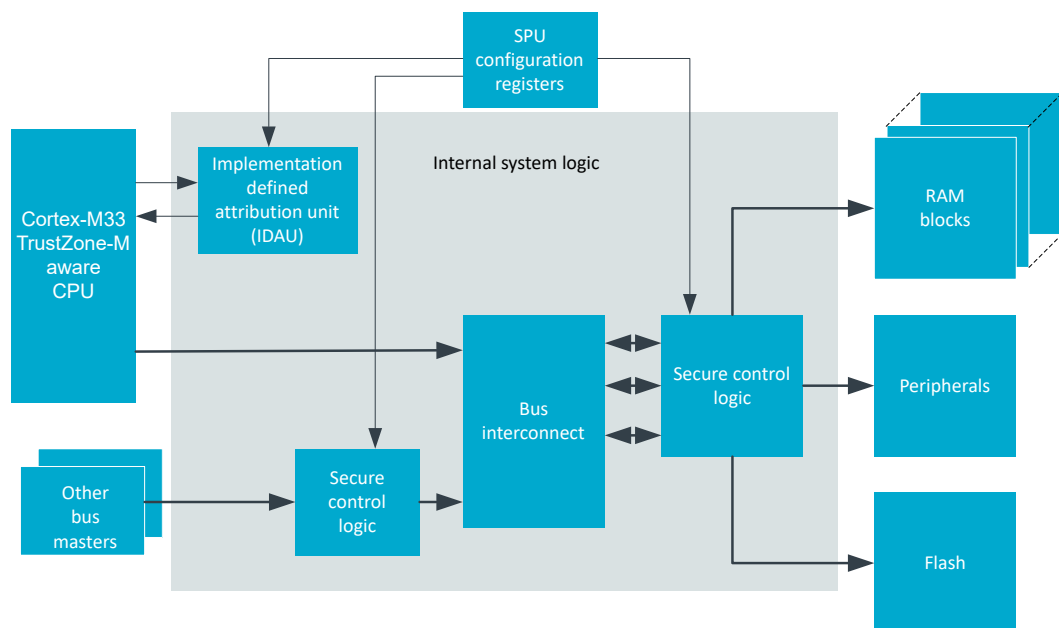 SPU
configuration
registers
Internal system logic
Implementation
defined
attribution unit
(IDAU)
Cortex-M33
TrustZone-M
aware
CPU
RAM
blocks
Bus
interconnect
Secure control
logic
Peripherals
Other
bus
masters
Secure
control
logic
Flash